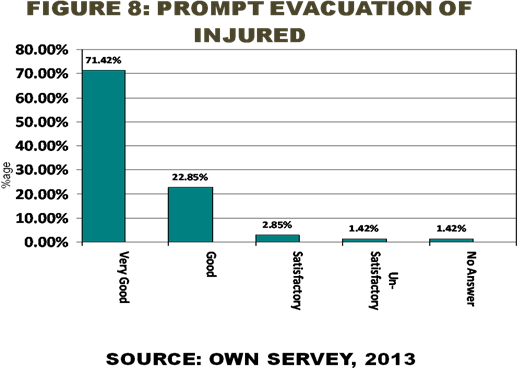 FIGURE 8: PROMPT EVACUATION OF
INJURED
80.00%
70.00%
60.00%
50.00%
40.00%
30.00%
20.00%
10.00%
0.00%
%age
71.42%
22.85%
2.85%
1.42%
1.42%
Very Good
Good
Satisfactory
Un-
Satisfactory
No Answer
SOURCE: OWN SERVEY, 2013